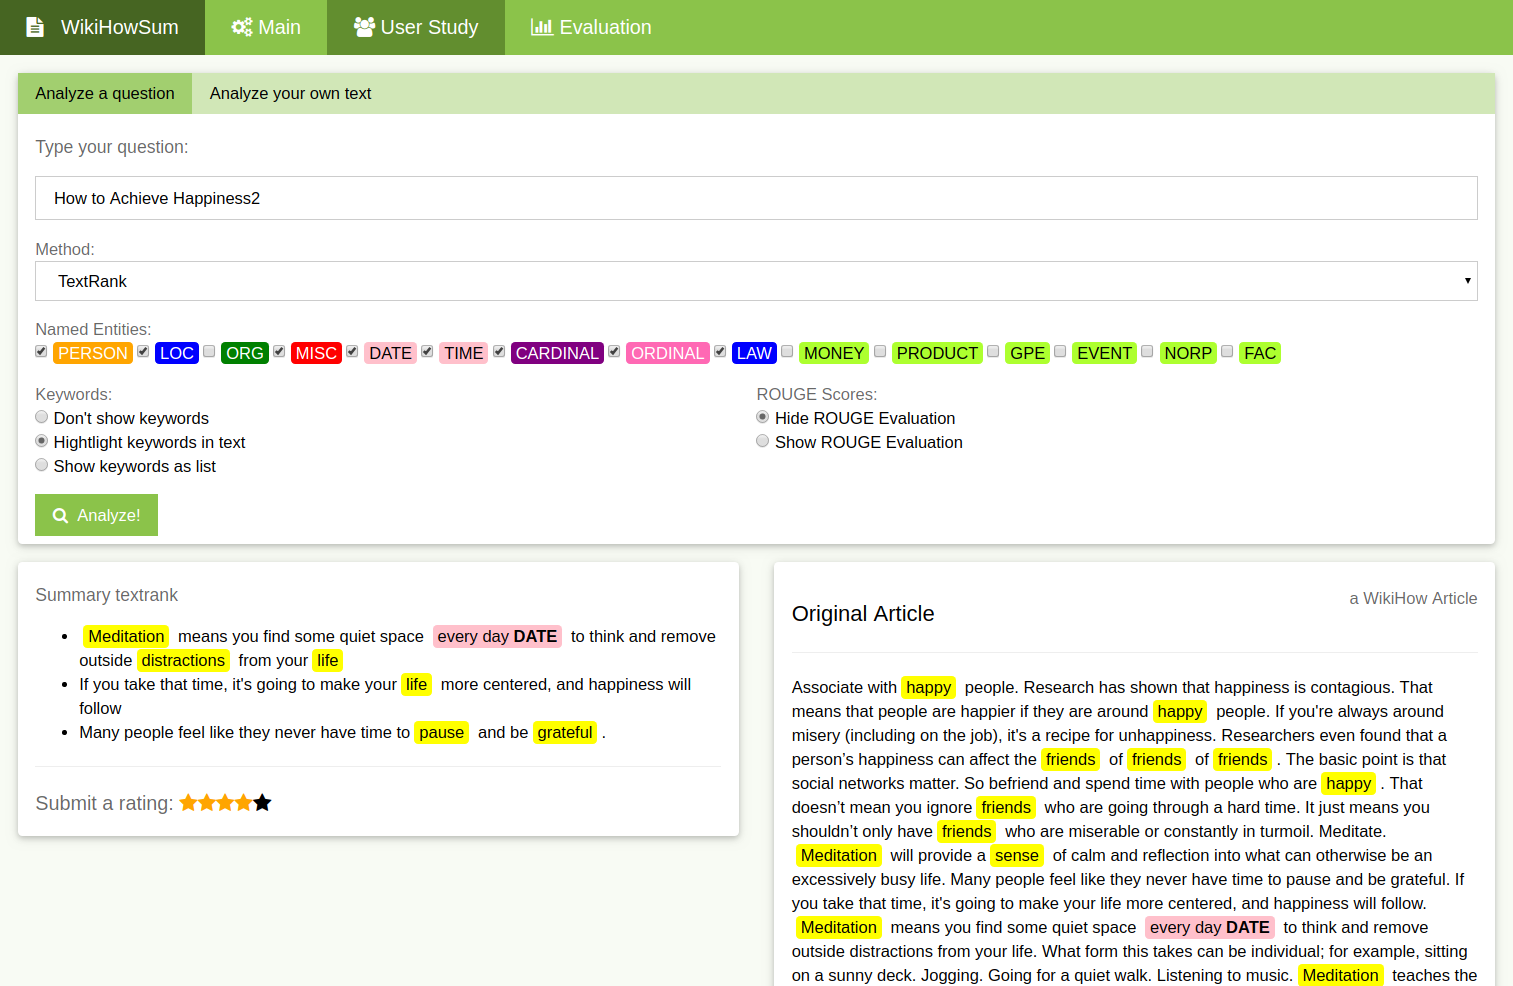 WikiHowSum Main User Study Evaluation
Analyze a question Analyze your own text
Type your question:
How to Achieve Happiness2
Method:
TextRank
Named Entities:
PERSON LOC ORG MISC DATE TIME CARDINAL ORDINAL LAW MONEY PRODUCT GPE EVENT NORP FAC
Keywords:
Don't show keywords
Hightlight keywords in text
Show keywords as list
ROUGE Scores:
Hide ROUGE Evaluation
Show ROUGE Evaluation
Analyze!
Summary textrank
Meditation means you find some quiet space every day DATE to think and remove
outside distractions from your life
If you take that time, it's going to make your life more centered, and happiness will
follow
Many people feel like they never have time to pause and be grateful .
Submit a rating:
a WikiHow Article
Original Article
Associate with happy people. Research has shown that happiness is contagious. That
means that people are happier if they are around happy people. If you're always around
misery (including on the job), it's a recipe for unhappiness. Researchers even found that a
person’s happiness can affect the friends of friends of friends . The basic point is that
social networks matter. So befriend and spend time with people who are happy . That
doesn’t mean you ignore friends who are going through a hard time. It just means you
shouldn’t only have friends who are miserable or constantly in turmoil. Meditate.
Meditation will provide a sense of calm and reflection into what can otherwise be an
excessively busy life. Many people feel like they never have time to pause and be grateful. If
you take that time, it's going to make your life more centered, and happiness will follow.
Meditation means you find some quiet space every day DATE to think and remove
outside distractions from your life. What form this takes can be individual; for example, sitting
on a sunny deck. Jogging. Going for a quiet walk. Listening to music. Meditation teaches the